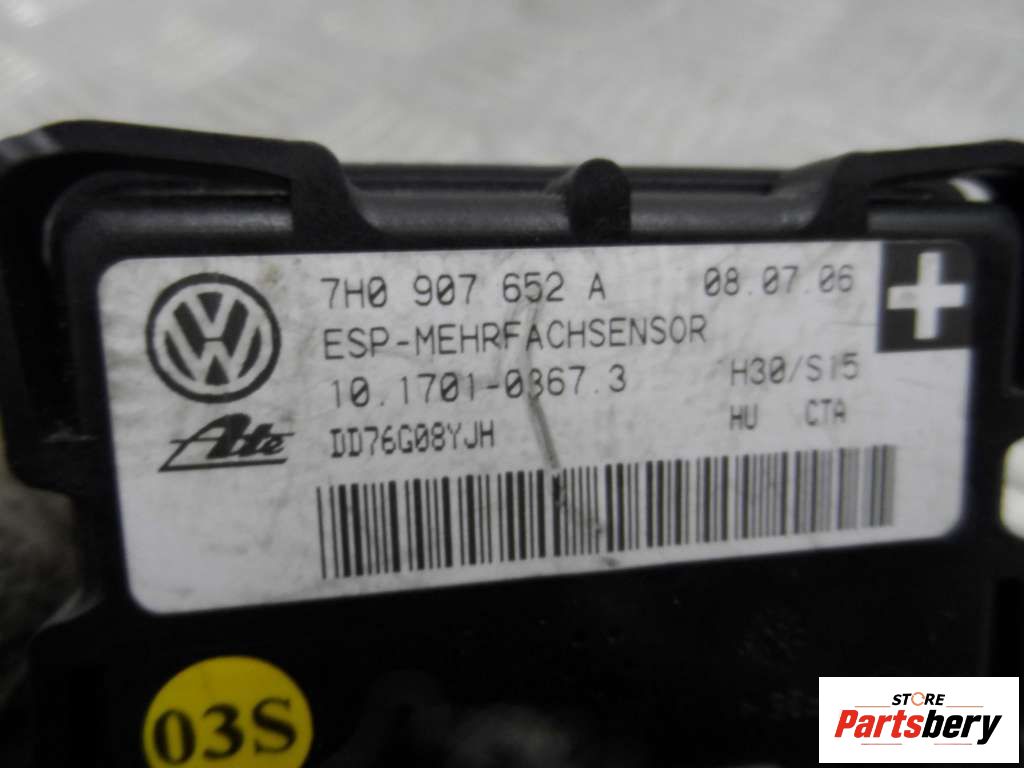 7H0 907 652 A 08.07.06
ESP-MEHRFACHSENSOR
10.1701-0367.3 H30/S15
DD76G08YJH HU CTA
Ate
03S
STORE
Partsbery